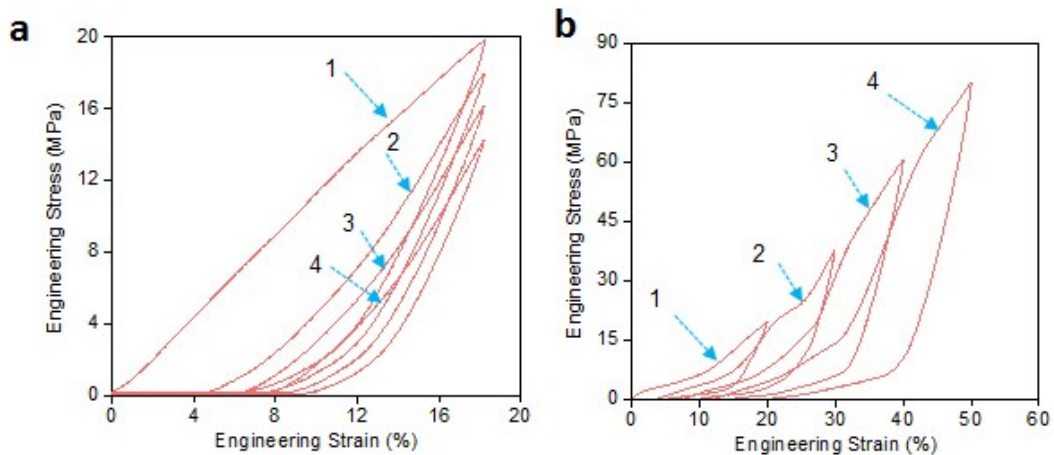 a
20
16
12
8
4
0
Engineering Stress (MPa)
1
2
3
4
0 4 8 12 16 20
Engineering Strain (%)
b
90
75
60
45
30
15
0
Engineering Stress (MPa)
4
3
2
1
0 10 20 30 40 50 60
Engineering Strain (%)